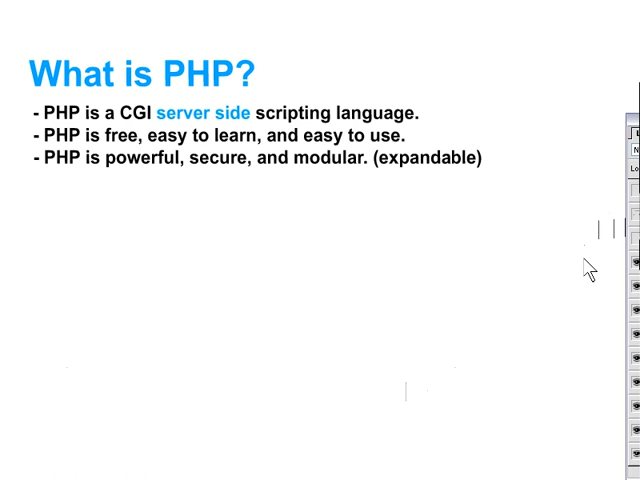 What is PHP?
- PHP is a CGI server side scripting language.
- PHP is free, easy to learn, and easy to use.
- PHP is powerful, secure, and modular. (expandable)
Lo